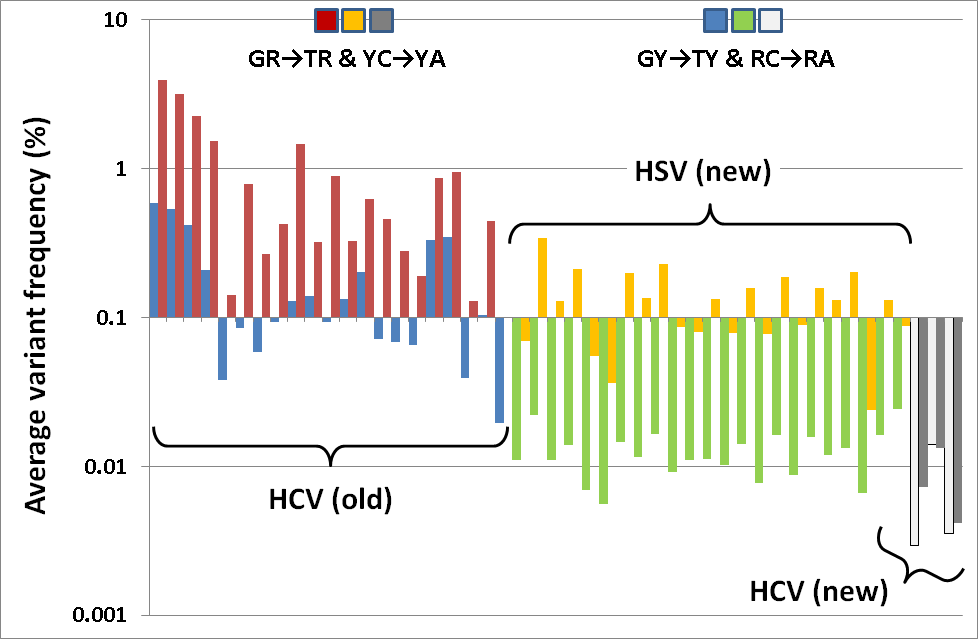 10
GR→TR & YC→YA
GY→TY & RC→RA
1
HSV (new)
0.1
Average variant frequency (%)
0.01
HCV (old)
HCV (new)
0.001